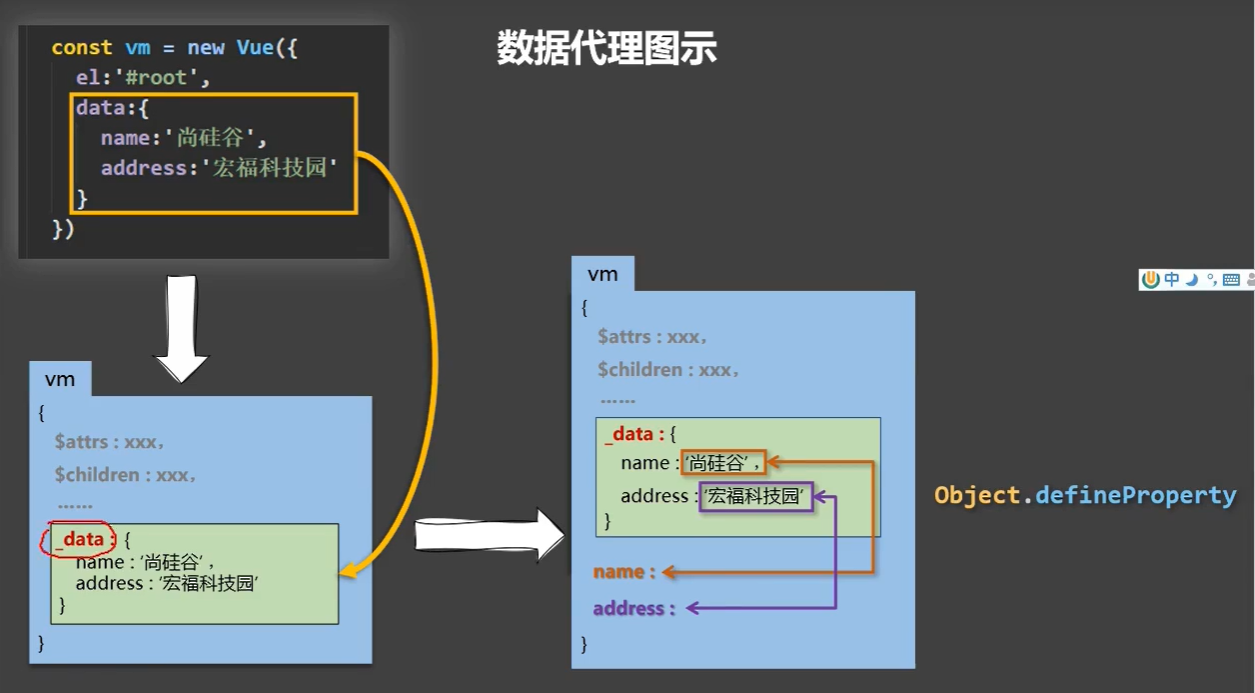 数据代理图示
const vm = new Vue({
el:'#root',
data:{
name:'尚硅谷',
address:'宏福科技园'
}
})
vm
{
$attrs : xxx，
$children : xxx，
……
_data : {
name : ‘尚硅谷’ ，
address : ‘宏福科技园’
}
}
vm
{
$attrs : xxx，
$children : xxx，
……
_data : {
name : ‘尚硅谷’ ，
address : ‘宏福科技园’
}
name :
address :
}
Object.defineProperty
中